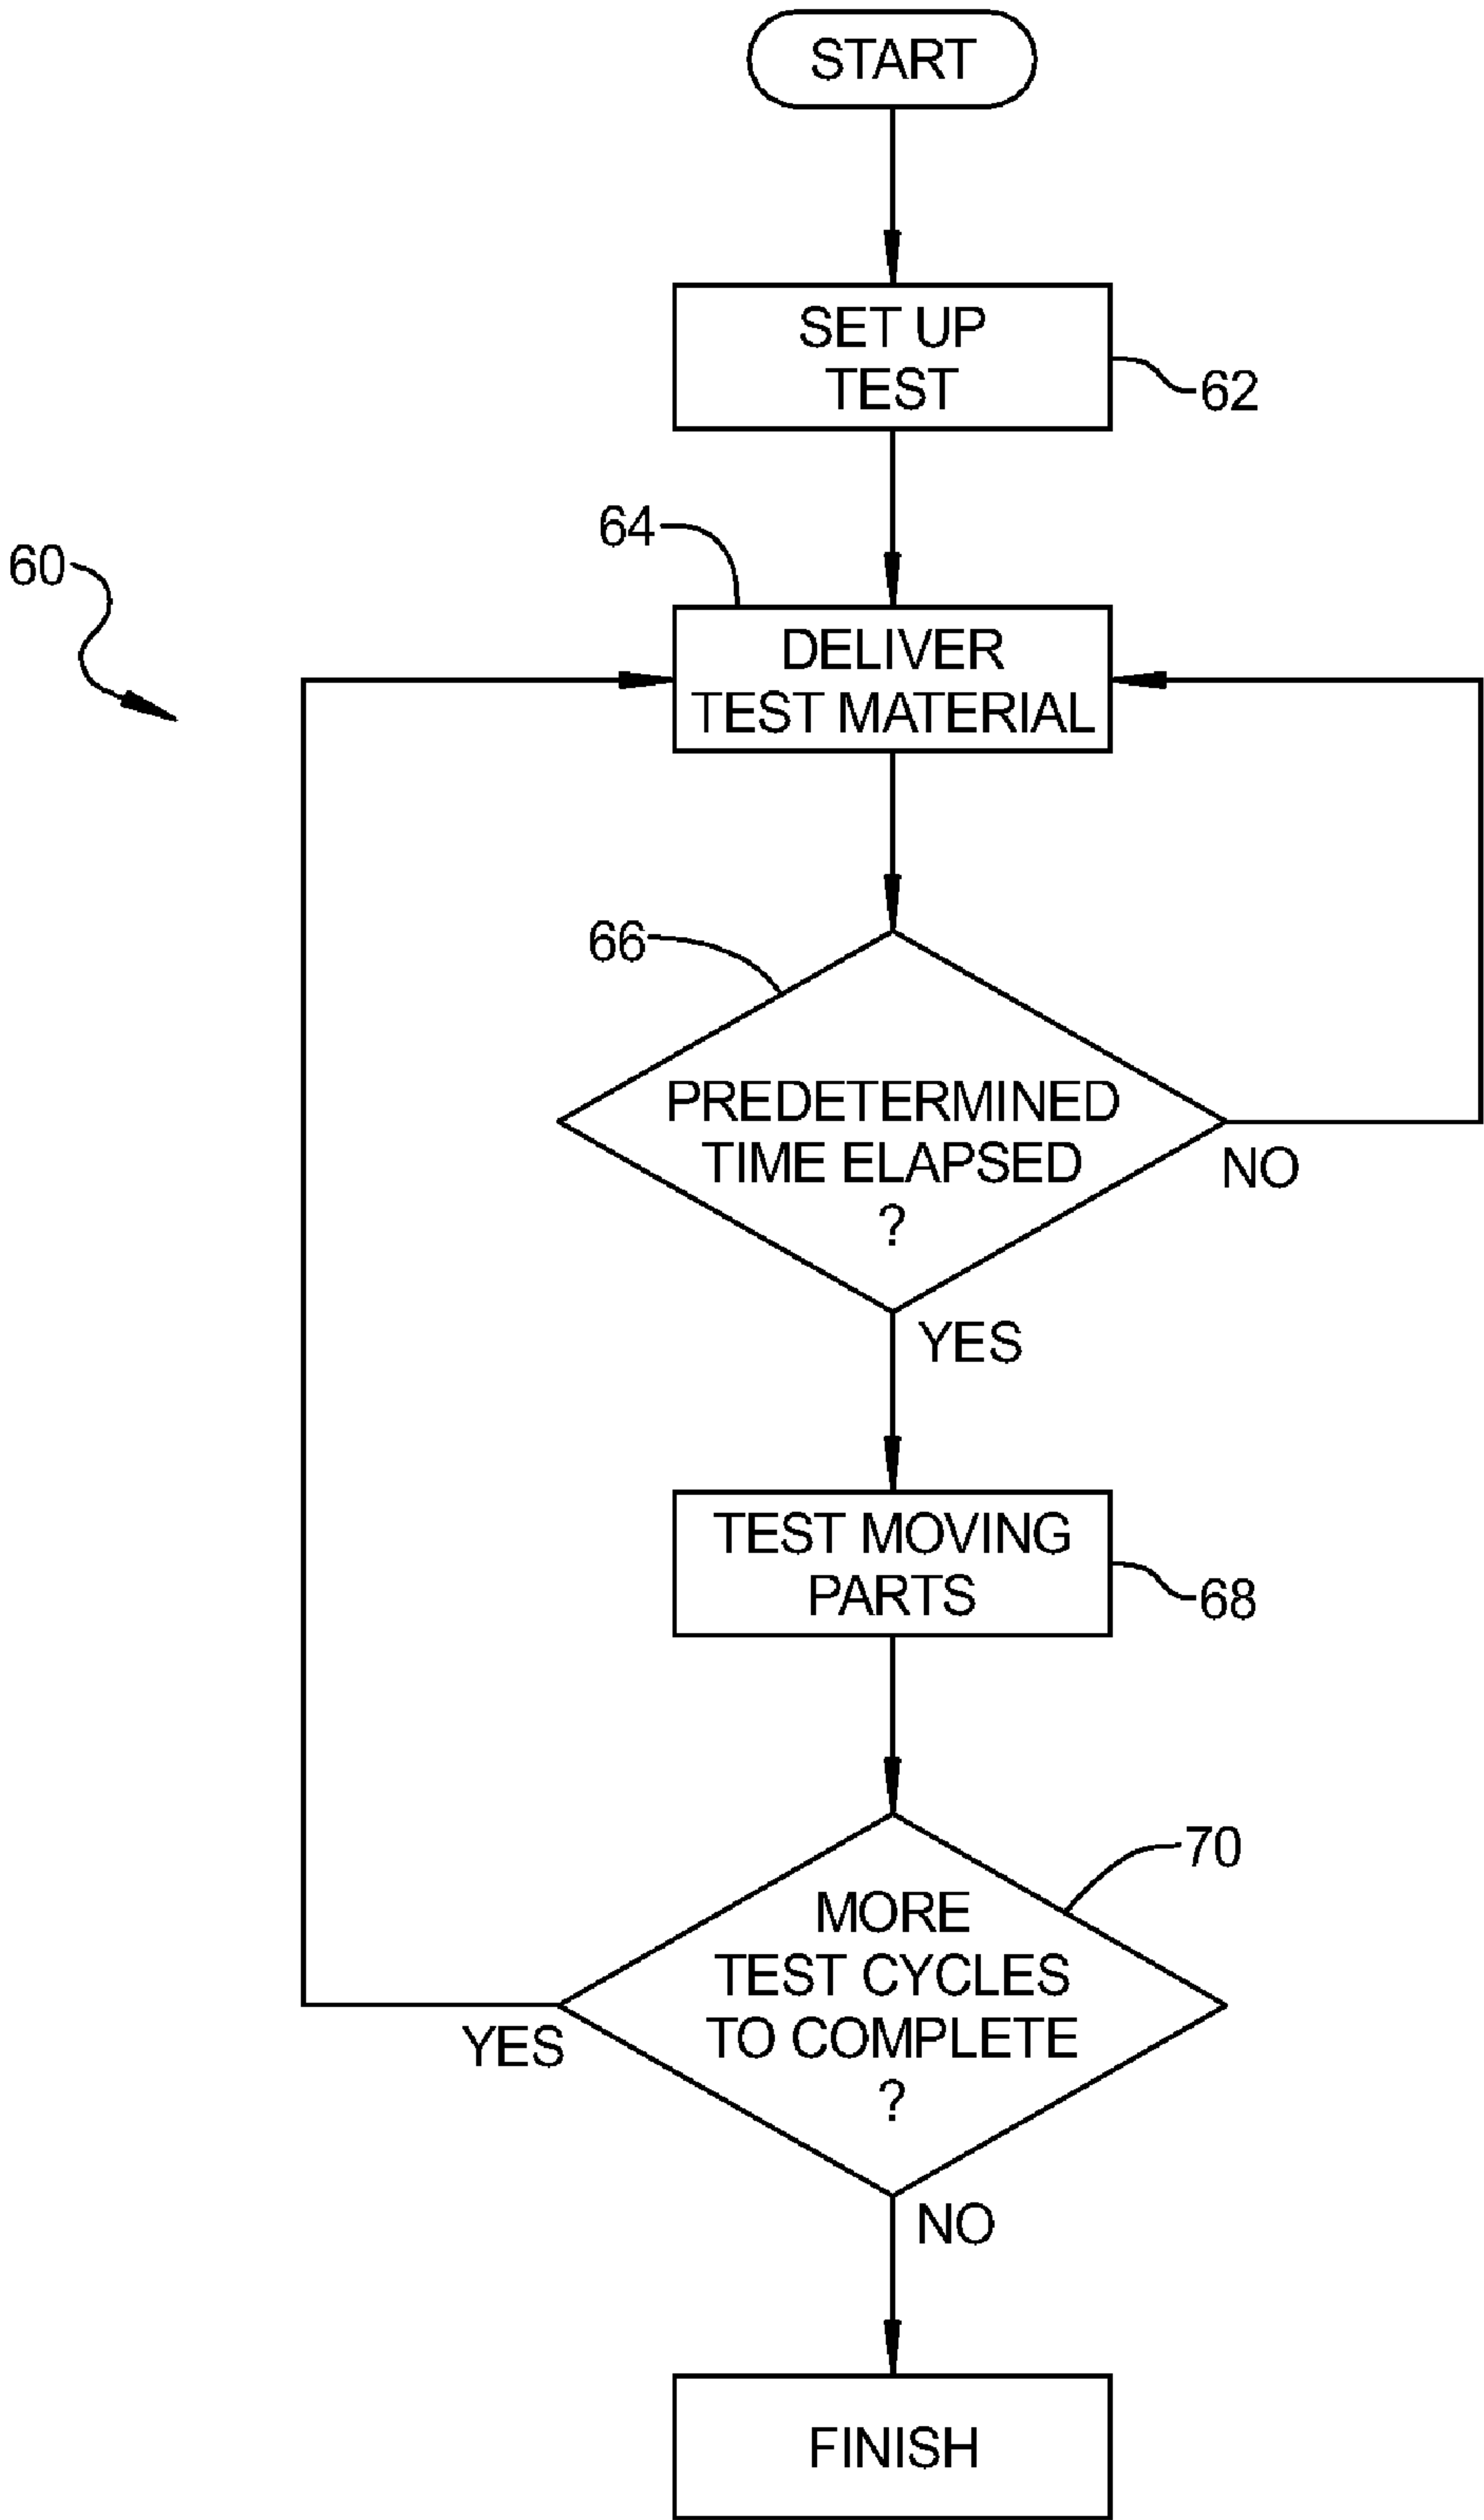 START
SET UP
TEST
62
64
60
DELIVER
TEST MATERIAL
66
PREDETERMINED
TIME ELAPSED
?
NO
YES
TEST MOVING
PARTS
68
70
MORE
TEST CYCLES
TO COMPLETE
?
YES
NO
FINISH